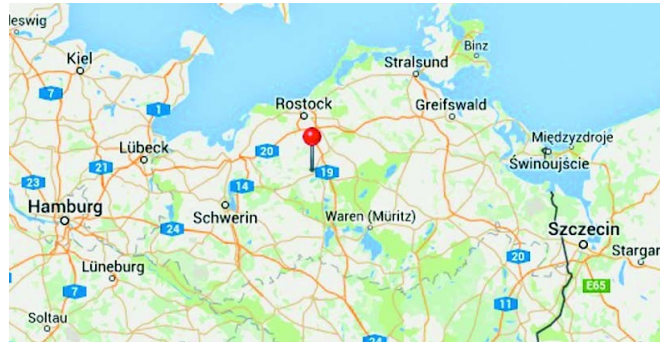 leswig
Kiel
Binz
Stralsund
7
1
Rostock
Greifswald
Międzyzdroje
Lübeck
20
Świnoujście
21
19
23
14
Hamburg
Schwerin
Waren (Müritz)
24
Szczecin
Stargar
20
Lüneburg
7
E65
11
Soltau
24